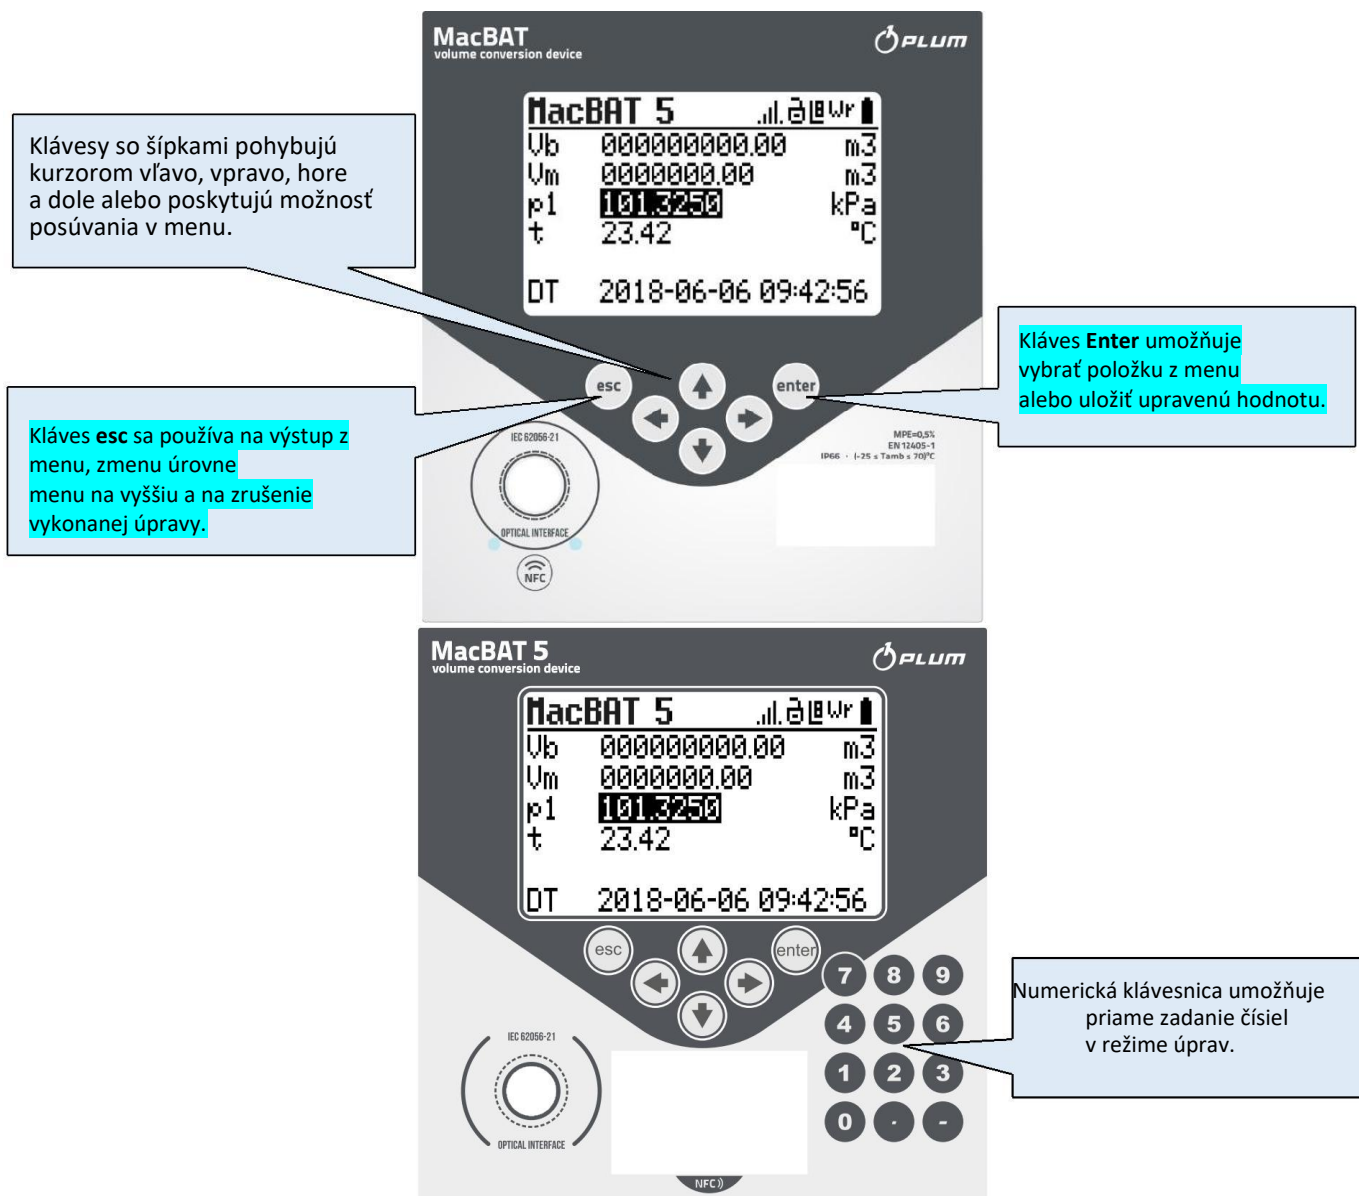 MacBAT
volume conversion device
PLUM
MacBAT 5
Wr
Vb 000000000.00 m3
Vm 0000000.00 m3
p1 101.3250 kPa
t 23.42 °C
DT 2018-06-06 09:42:56
Klávesy so šípkami pohybujú
kurzorom vľavo, vpravo, hore
a dole alebo poskytujú možnosť
posúvania v menu.
esc
enter
Kláves Enter umožňuje
vybrať položku z menu
alebo uložiť upravenú hodnotu.
Kláves esc sa používa na výstup z
menu, zmenu úrovne
menu na vyššiu a na zrušenie
vykonanej úpravy.
IEC 62056-21
OPTICAL INTERFACE
NFC
MPE=0,5%
EN 12405-1
IP66 · (-25 ≤ Tamb ≤ 70)°C
MacBAT 5
volume conversion device
PLUM
MacBAT 5
Wr
Vb 000000000.00 m3
Vm 0000000.00 m3
p1 101.3250 kPa
t 23.42 °C
DT 2018-06-06 09:42:56
esc
enter
7 8 9
4 5 6
1 2 3
0 · -
Numerická klávesnica umožňuje
priame zadanie čísiel
v režime úprav.
IEC 62056-21
OPTICAL INTERFACE
NFC